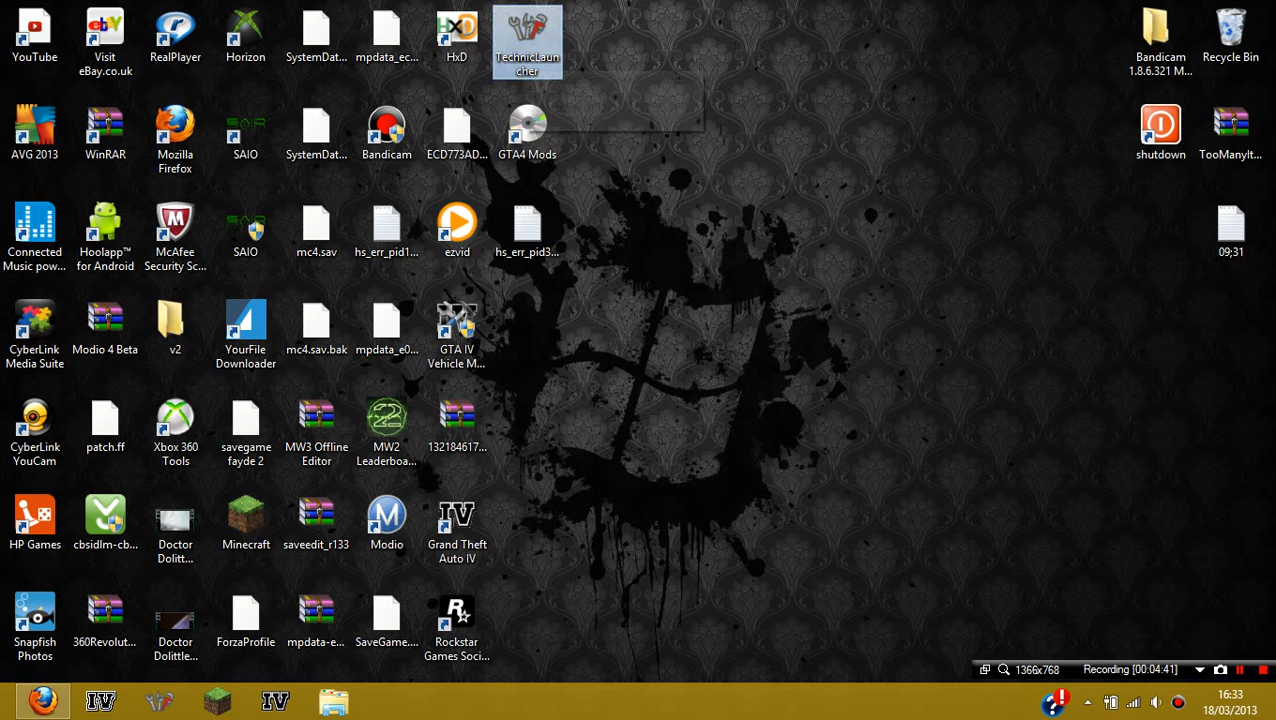 YouTube
Visit
eBay.co.uk
RealPlayer
Horizon
SystemDat...
mpdata_ec...
HxD
TechnicLaun
cher
Bandicam
1.8.6.321 M...
Recycle Bin
AVG 2013
WinRAR
Mozilla
Firefox
SAIO
SystemDat...
Bandicam
ECD773AD...
GTA4 Mods
shutdown
TooManyIt...
Connected
Music pow...
Hoolapp™
for Android
McAfee
Security Sc...
SAIO
mc4.sav
hs_err_pid1...
ezvid
hs_err_pid3...
09;31
CyberLink
Media Suite
Modio 4 Beta
v2
YourFile
Downloader
mc4.sav.bak
mpdata_e0...
GTA IV
Vehicle M...
CyberLink
YouCam
patch.ff
Xbox 360
Tools
savegame
fayde 2
MW3 Offline
Editor
MW2
Leaderboa...
132184617...
HP Games
cbsidlm-cb...
Doctor
Dolitt...
Minecraft
saveedit_r133
Modio
Grand Theft
Auto IV
Snapfish
Photos
360Revolut...
Doctor
Dolittle...
ForzaProfile
mpdata-e...
SaveGame....
Rockstar
Games Soci...
1366x768
Recording [00:04:41]
16:33
18/03/2013